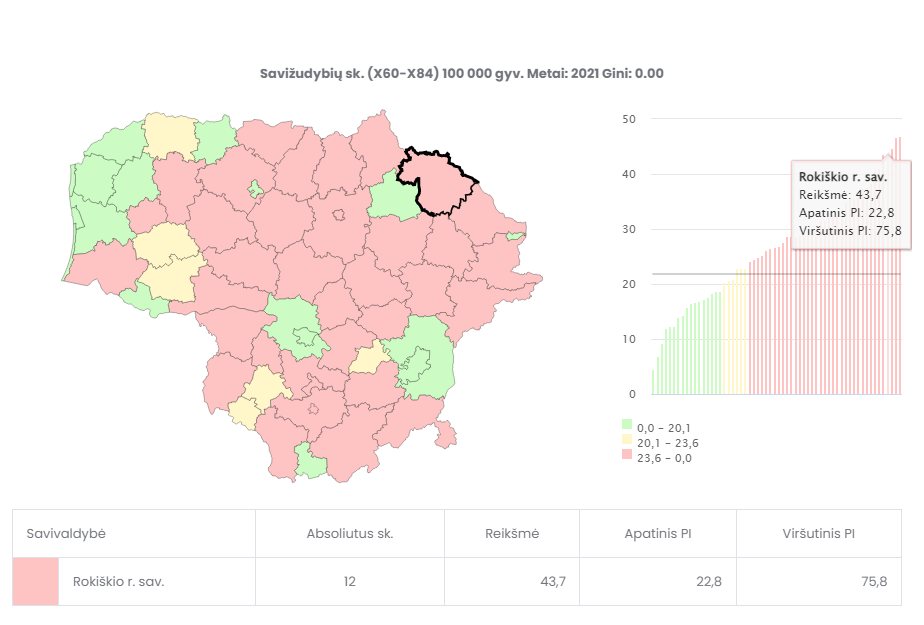 Savižudybių sk. (X60-X84) 100 000 gyv. Metai: 2021 Gini: 0.00
50
40
30
20
10
0
Rokiškio r. sav.
Reikšmė: 43,7
Apatinis PI: 22,8
Viršutinis PI: 75,8
0,0 - 20,1
20,1 - 23,6
23,6 - 0,0
Savivaldybė Absoliutus sk. Reikšmė Apatinis PI Viršutinis PI
Rokiškio r. sav. 12 43,7 22,8 75,8